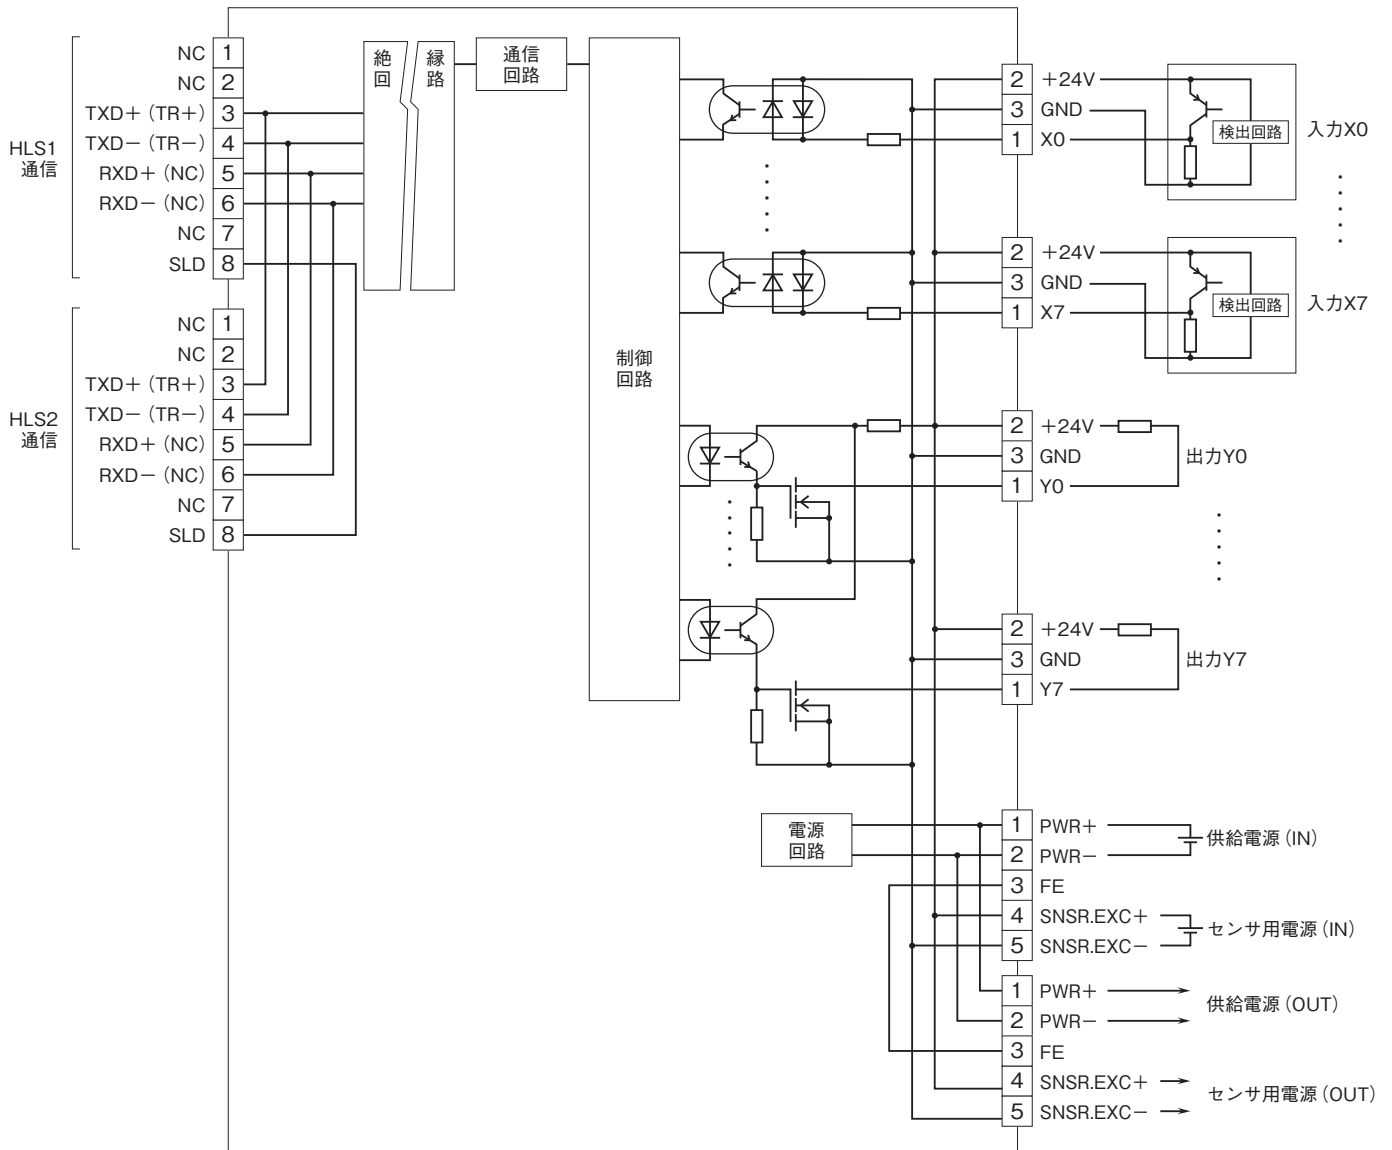 HLS1
通信
NC 1
NC 2
TXD+（TR+） 3
TXD−（TR−） 4
RXD+（NC） 5
RXD−（NC） 6
NC 7
SLD 8
HLS2
通信
NC 1
NC 2
TXD+（TR+） 3
TXD−（TR−） 4
RXD+（NC） 5
RXD−（NC） 6
NC 7
SLD 8
絶縁
回路
通信
回路
制御
回路
2 +24V
3 GND
1 X0
検出回路
入力X0
2 +24V
3 GND
1 X7
検出回路
入力X7
2 +24V
3 GND
1 Y0
出力Y0
2 +24V
3 GND
1 Y7
出力Y7
電源
回路
1 PWR+
2 PWR−
供給電源（IN）
3 FE
4 SNSR.EXC+
5 SNSR.EXC−
センサ用電源（IN）
1 PWR+
2 PWR−
供給電源（OUT）
3 FE
4 SNSR.EXC+
5 SNSR.EXC−
センサ用電源（OUT）